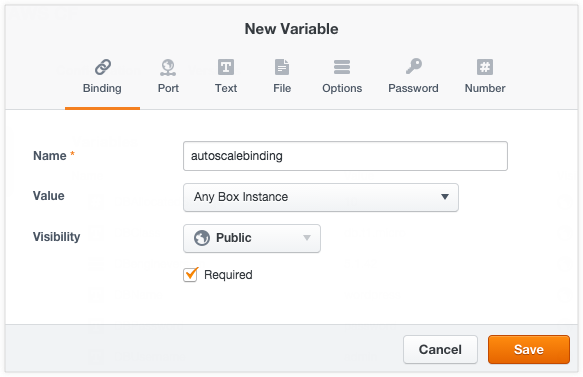 New Variable
Binding Port Text File Options Password Number
Name * autoscalebinding
Value Any Box Instance
Visibility Public
Required
Cancel Save